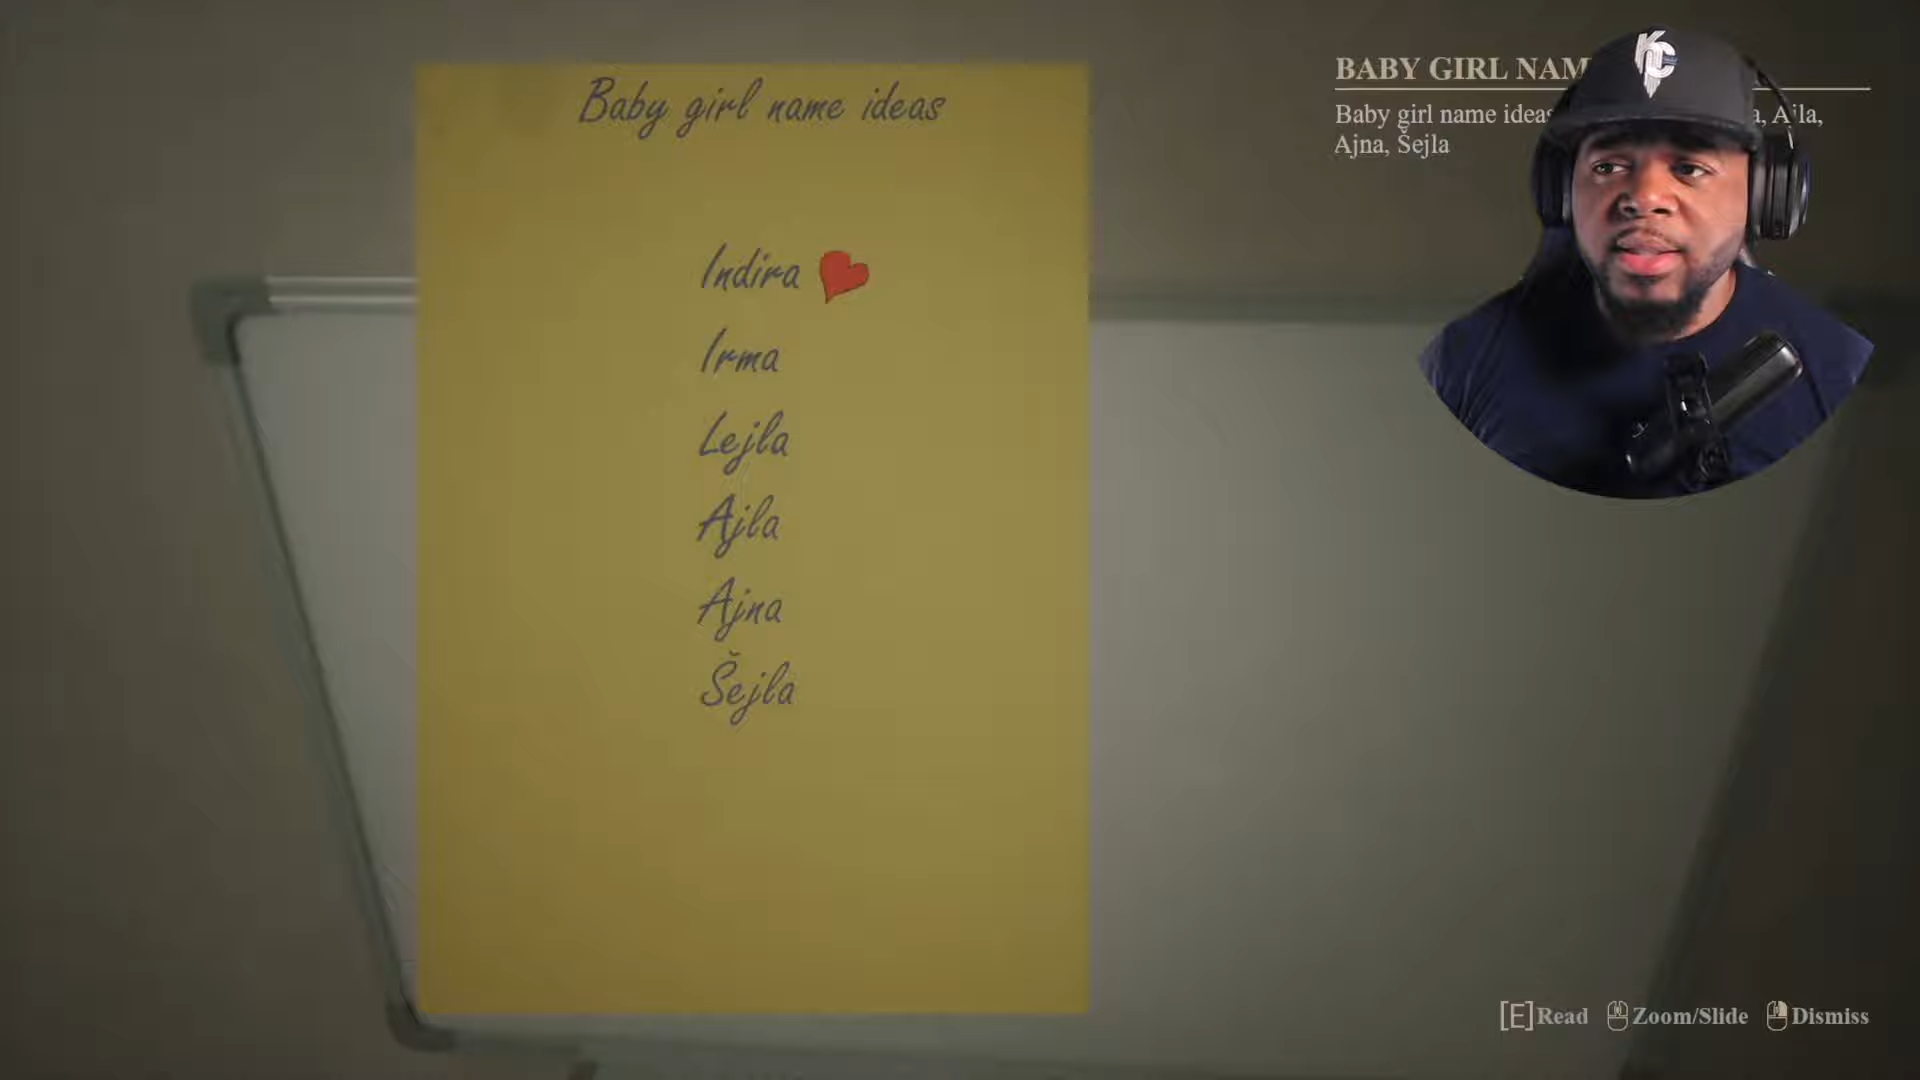 Baby girl name ideas
Indira
Irma
Lejla
Ajla
Ajna
Šejla
BABY GIRL
Baby girl name ideas
Ajla,
Ajna, Šejla
[E]Read Zoom/Slide Dismiss